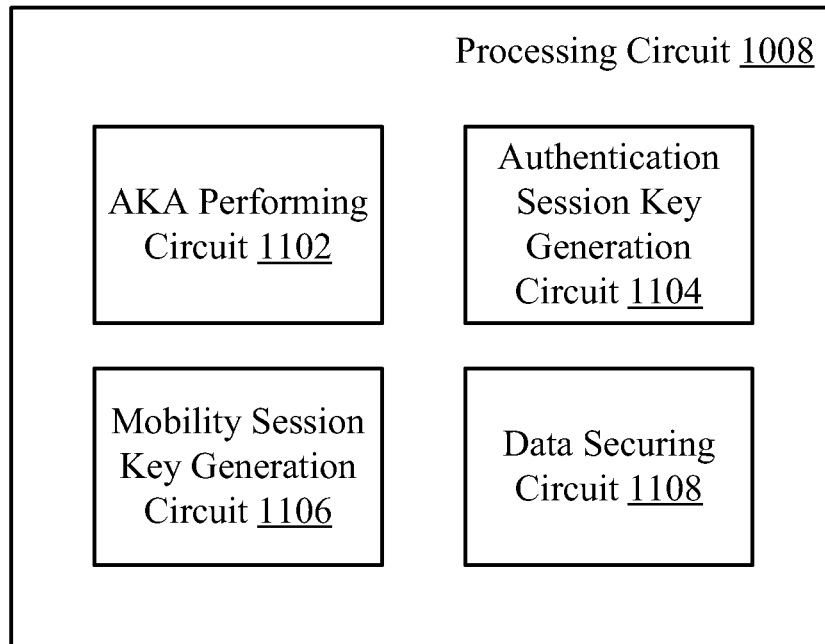 Processing Circuit 1008
AKA Performing
Circuit 1102
Authentication
Session Key
Generation
Circuit 1104
Mobility Session
Key Generation
Circuit 1106
Data Securing
Circuit 1108